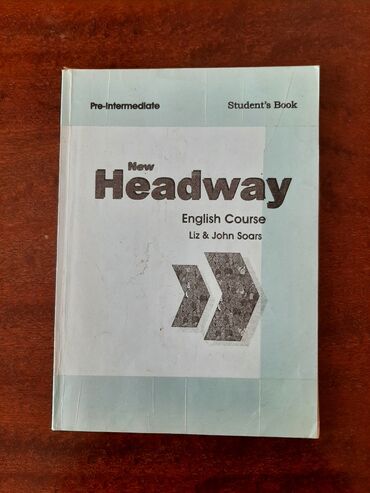 Pre-Intermediate Student's Book
New
Headway
English Course
Liz & John Soars